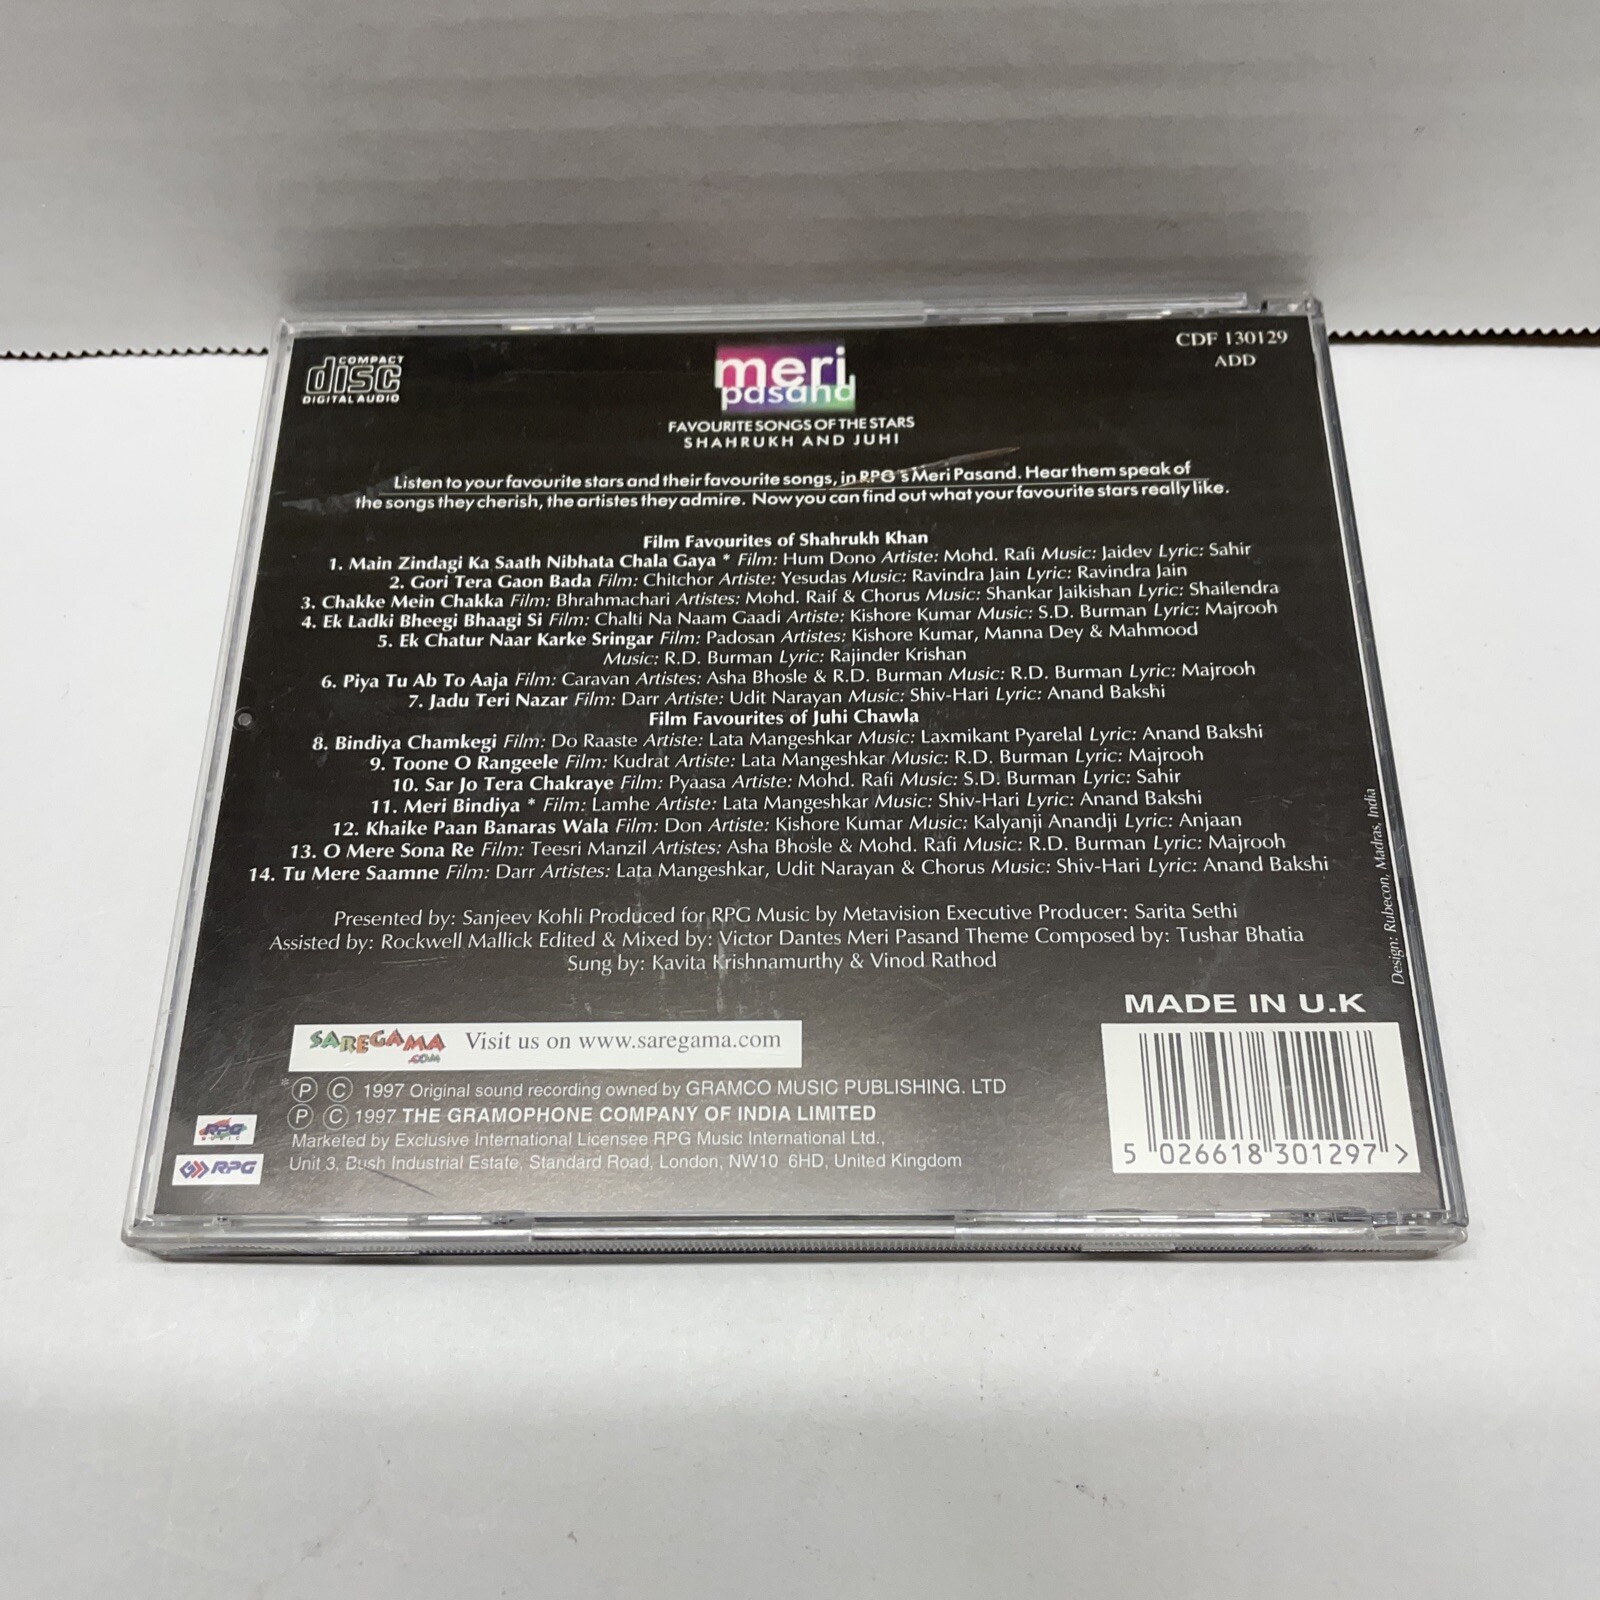 COMPACT
disc
DIGITAL AUDIO
meri
pasand
CDF 130129
ADD
FAVOURITE SONGS OF THE STARS
SHAHRUKH AND JUHI
Listen to your favourite stars and their favourite songs, in RPG's Meri Pasand. Hear them speak of
the songs they cherish, the artistes they admire. Now you can find out what your favourite stars really like.
Film Favourites of Shahrukh Khan
1. Main Zindagi Ka Saath Nibhata Chala Gaya * Film: Hum Dono Artiste: Mohd. Rafi Music: Jaidev Lyric: Sahir
2. Gori Tera Gaon Bada Film: Chitchor Artiste: Yesudas Music: Ravindra Jain Lyric: Ravindra Jain
3. Chakke Mein Chakka Film: Bhrahmachari Artistes: Mohd. Raif & Chorus Music: Shankar Jaikishan Lyric: Shailendra
4. Ek Ladki Bheegi Bhaagi Si Film: Chalti Na Naam Gaadi Artiste: Kishore Kumar Music: S.D. Burman Lyric: Majrooh
5. Ek Chatur Naar Karke Sringar Film: Padosan Artistes: Kishore Kumar, Manna Dey & Mahmood
Music: R.D. Burman Lyric: Rajinder Krishan
6. Piya Tu Ab To Aaja Film: Caravan Artistes: Asha Bhosle & R.D. Burman Music: R.D. Burman Lyric: Majrooh
7. Jadu Teri Nazar Film: Darr Artiste: Udit Narayan Music: Shiv-Hari Lyric: Anand Bakshi
Film Favourites of Juhi Chawla
8. Bindiya Chamkegi Film: Do Raaste Artiste: Lata Mangeshkar Music: Laxmikant Pyarelal Lyric: Anand Bakshi
9. Toone O Rangeele Film: Kudrat Artiste: Lata Mangeshkar Music: R.D. Burman Lyric: Majrooh
10. Sar Jo Tera Chakraye Film: Pyaasa Artiste: Mohd. Rafi Music: S.D. Burman Lyric: Sahir
11. Meri Bindiya * Film: Lamhe Artiste: Lata Mangeshkar Music: Shiv-Hari Lyric: Anand Bakshi
12. Khaike Paan Banaras Wala Film: Don Artiste: Kishore Kumar Music: Kalyanji Anandji Lyric: Anjaan
13. O Mere Sona Re Film: Teesri Manzil Artistes: Asha Bhosle & Mohd. Rafi Music: R.D. Burman Lyric: Majrooh
14. Tu Mere Saamne Film: Darr Artistes: Lata Mangeshkar, Udit Narayan & Chorus Music: Shiv-Hari Lyric: Anand Bakshi
Presented by: Sanjeev Kohli Produced for RPG Music by Metavision Executive Producer: Sarita Sethi
Assisted by: Rockwell Mallick Edited & Mixed by: Victor Dantes Meri Pasand Theme Composed by: Tushar Bhatia
Sung by: Kavita Krishnamurthy & Vinod Rathod
Design: Rubecon, Madras, India
MADE IN U.K
SAREGAMA
.COM
Visit us on www.saregama.com
* Ⓟ Ⓒ 1997 Original sound recording owned by GRAMCO MUSIC PUBLISHING. LTD
Ⓟ Ⓒ 1997 THE GRAMOPHONE COMPANY OF INDIA LIMITED
Marketed by Exclusive International Licensee RPG Music International Ltd.,
Unit 3, Bush Industrial Estate, Standard Road, London, NW10 6HD, United Kingdom
RPG
MUSIC
RPG
5 026618 301297 >